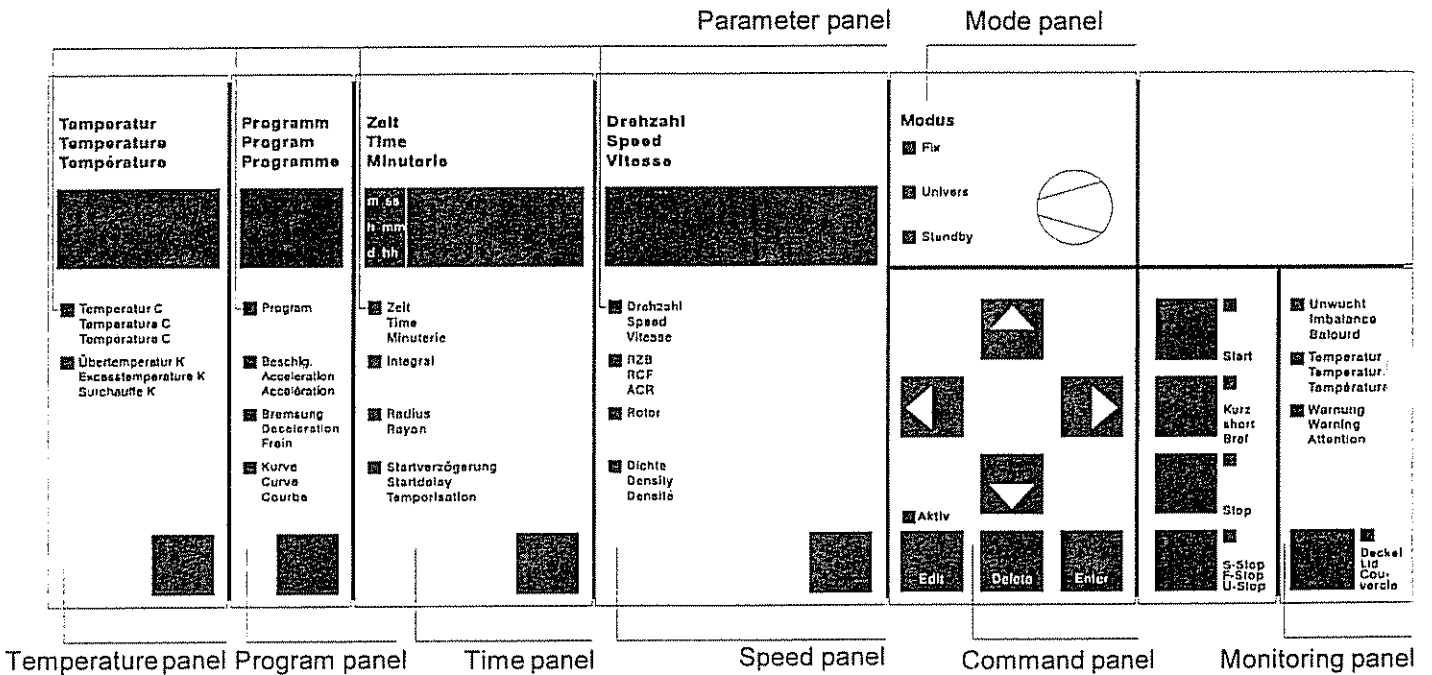 Parameter panel
Mode panel
Temperatur
Temperature
Température
Programm
Program
Programme
Zeit
Time
Minuterie
m ss
h mm
d hh
Drehzahl
Speed
Vitesse
Modus
Fix
Univers
Standby
Temperatur C
Temperature C
Température C
Übertemperatur K
Excesstemperature K
Surchauffe K
Program
Beschlg.
Acceleration
Accelération
Bremsung
Deceleration
Frein
Kurve
Curve
Courbe
Zeit
Time
Minuterie
Integral
Radius
Rayon
Startverzögerung
Startdelay
Temporisation
Drehzahl
Speed
Vitesse
RZB
RCF
ACR
Rotor
Dichte
Density
Densité
Aktiv
Edit
Delete
Enter
Start
Kurz
short
Bref
Stop
S-Stop
F-Stop
U-Stop
Unwucht
Imbalance
Balourd
Temperatur
Temperatur.
Température
Warnung
Warning
Attention
Deckel
Lid
Cou-
vercle
Temperature panel
Program panel
Time panel
Speed panel
Command panel
Monitoring panel